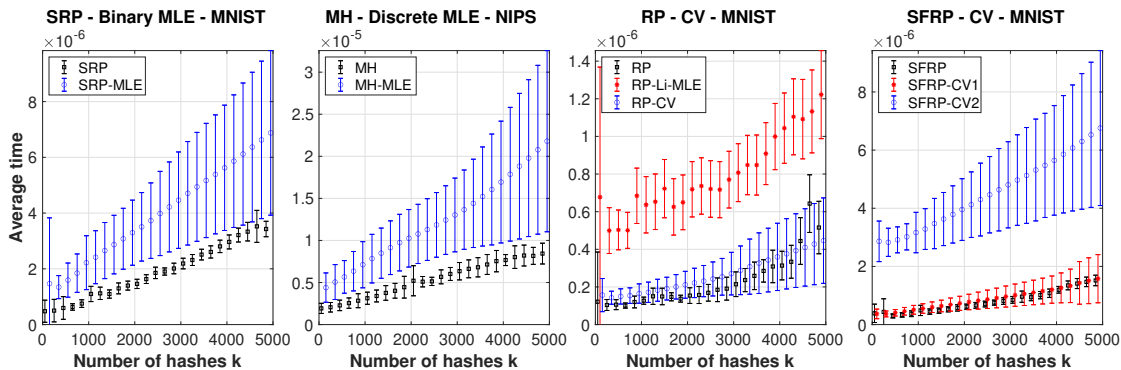 SRP - Binary MLE - MNIST
×10⁻⁶
SRP
SRP-MLE
Average time
8
6
4
2
0
0 1000 2000 3000 4000 5000
Number of hashes k
MH - Discrete MLE - NIPS
×10⁻⁵
MH
MH-MLE
3
2.5
2
1.5
1
0.5
0
0 1000 2000 3000 4000 5000
Number of hashes k
RP - CV - MNIST
×10⁻⁶
RP
RP-Li-MLE
RP-CV
1.4
1.2
1
0.8
0.6
0.4
0.2
0
0 1000 2000 3000 4000 5000
Number of hashes k
SFRP - CV - MNIST
×10⁻⁶
SFRP
SFRP-CV1
SFRP-CV2
8
6
4
2
0
0 1000 2000 3000 4000 5000
Number of hashes k